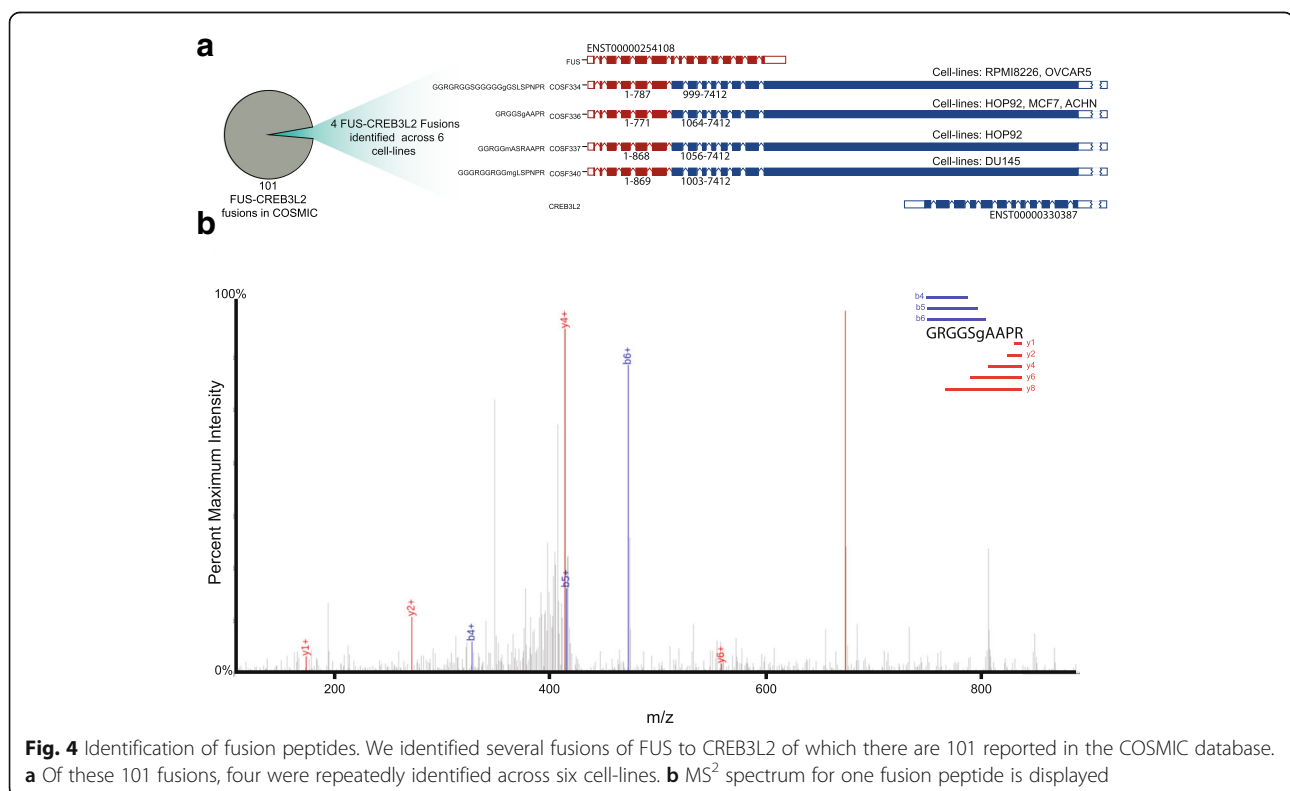 a
ENST00000254108
FUS
Cell-lines: RPMI8226, OVCAR5
GGRGRGGSGGGGGgGSLSPNPR COSF334
1-787 999-7412
Cell-lines: HOP92, MCF7, ACHN
GRGGSgAAPR COSF336
1-771 1064-7412
Cell-lines: HOP92
GGRGGmASRAAPR COSF337
1-868 1056-7412
Cell-lines: DU145
GGGRGGRGGmgLSPNPR COSF340
1-869 1003-7412
CREB3L2
ENST00000330387
4 FUS-CREB3L2 Fusions
identified across 6
cell-lines
101
FUS-CREB3L2
fusions in COSMIC
b
100%
Percent Maximum Intensity
0%
y1+
y2+
b4+
y4+
b5+
b6+
y6+
b4
b5
b6
GRGGSgAAPR
y1
y2
y4
y6
y8
200 400 600 800
m/z
Fig. 4 Identification of fusion peptides. We identified several fusions of FUS to CREB3L2 of which there are 101 reported in the COSMIC database.
a Of these 101 fusions, four were repeatedly identified across six cell-lines. b MS² spectrum for one fusion peptide is displayed